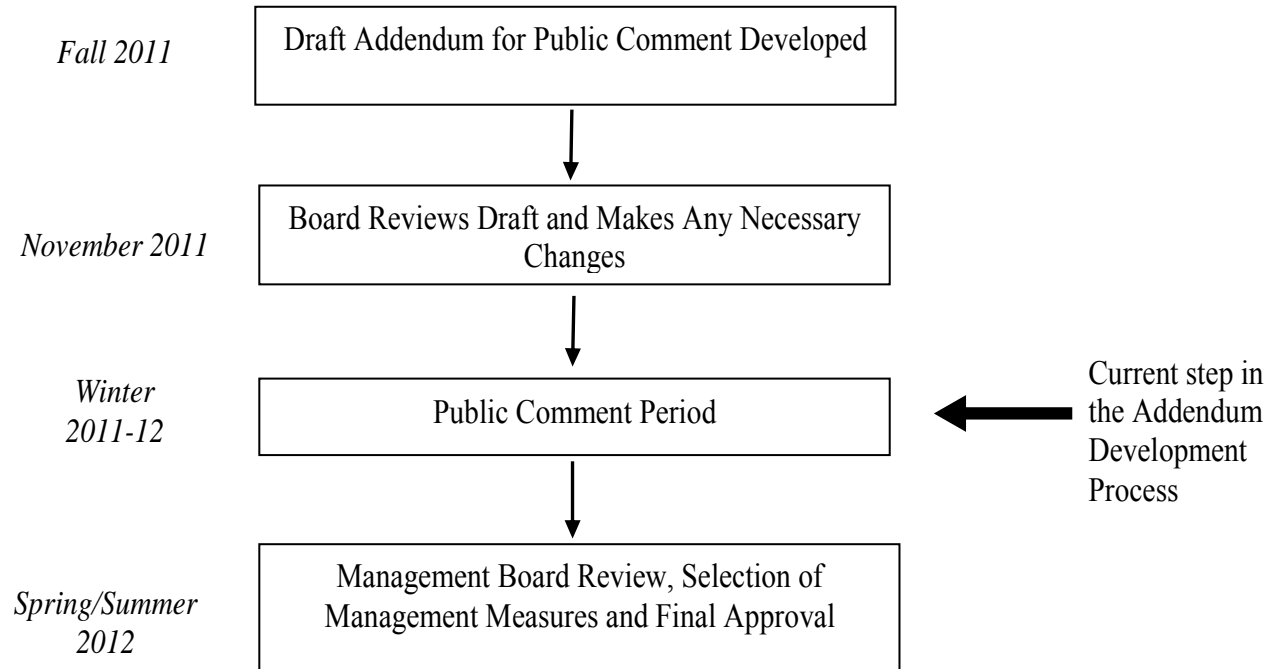 Fall 2011
Draft Addendum for Public Comment Developed
November 2011
Board Reviews Draft and Makes Any Necessary
Changes
Winter
2011-12
Public Comment Period
Current step in
the Addendum
Development
Process
Spring/Summer
2012
Management Board Review, Selection of
Management Measures and Final Approval